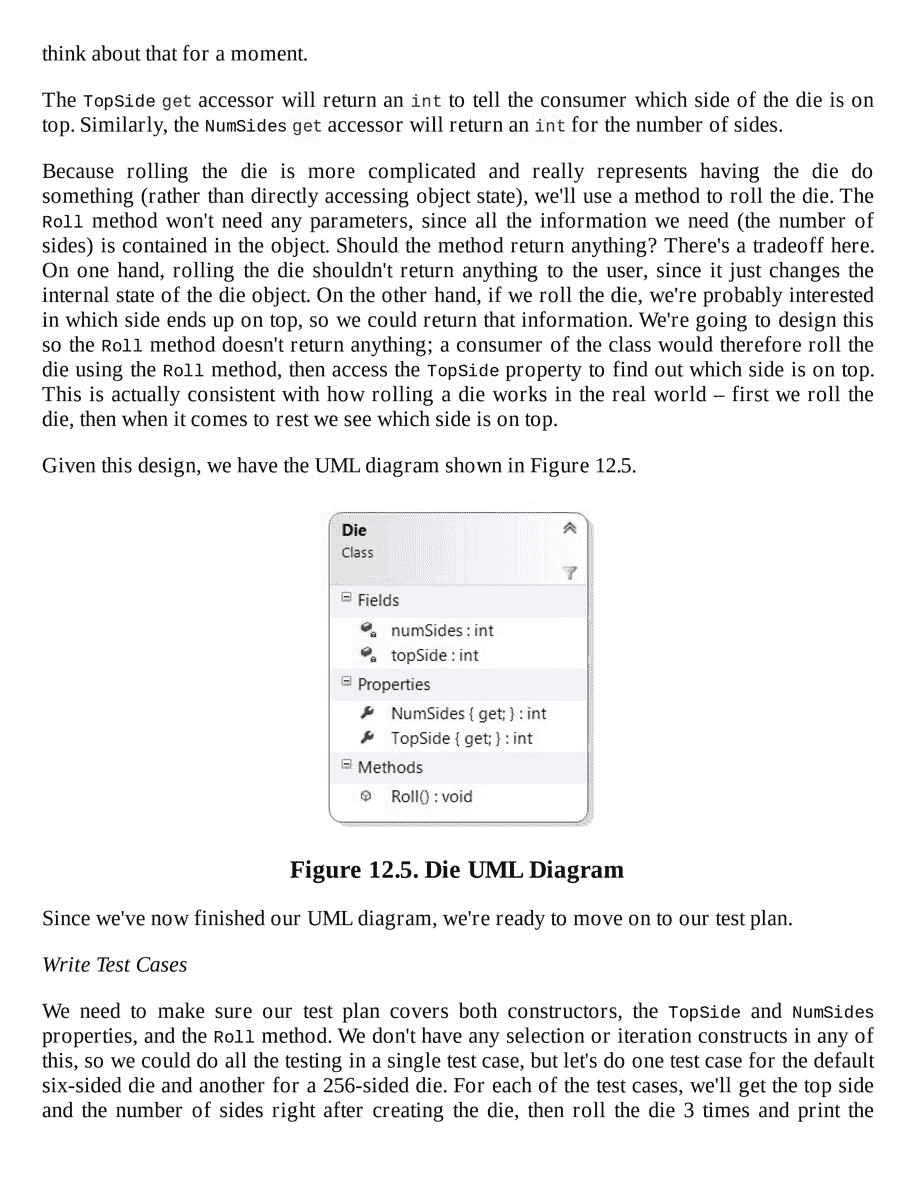 think about that for a moment.
The TopSide get accessor will return an int to tell the consumer which side of the die is on
top. Similarly, the NumSides get accessor will return an int for the number of sides.
Because rolling the die is more complicated and really represents having the die do
something (rather than directly accessing object state), we'll use a method to roll the die. The
Roll method won't need any parameters, since all the information we need (the number of
sides) is contained in the object. Should the method return anything? There's a tradeoff here.
On one hand, rolling the die shouldn't return anything to the user, since it just changes the
internal state of the die object. On the other hand, if we roll the die, we're probably interested
in which side ends up on top, so we could return that information. We're going to design this
so the Roll method doesn't return anything; a consumer of the class would therefore roll the
die using the Roll method, then access the TopSide property to find out which side is on top.
This is actually consistent with how rolling a die works in the real world – first we roll the
die, then when it comes to rest we see which side is on top.
Given this design, we have the UML diagram shown in Figure 12.5.
Die
Class
Fields
numSides : int
topSide : int
Properties
NumSides { get; } : int
TopSide { get; } : int
Methods
Roll() : void
Figure 12.5. Die UML Diagram
Since we've now finished our UML diagram, we're ready to move on to our test plan.
Write Test Cases
We need to make sure our test plan covers both constructors, the TopSide and NumSides
properties, and the Roll method. We don't have any selection or iteration constructs in any of
this, so we could do all the testing in a single test case, but let's do one test case for the default
six-sided die and another for a 256-sided die. For each of the test cases, we'll get the top side
and the number of sides right after creating the die, then roll the die 3 times and print the